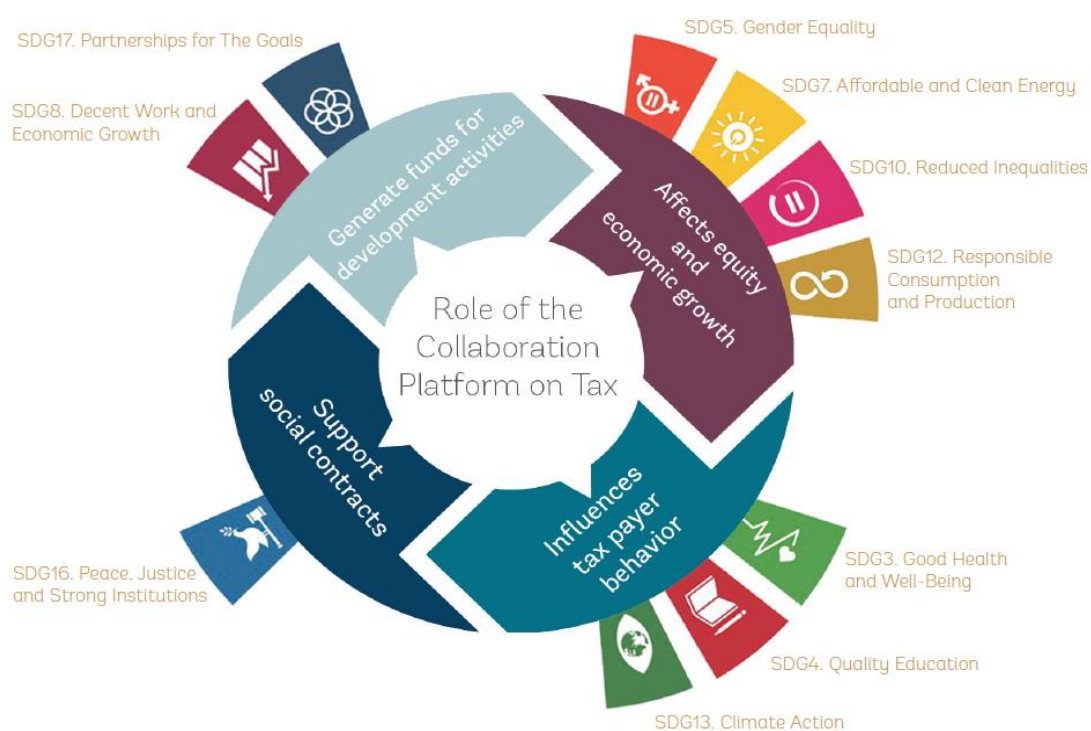 SDG17. Partnerships for The Goals
SDG8. Decent Work and
Economic Growth
SDG5. Gender Equality
SDG7. Affordable and Clean Energy
SDG10, Reduced Inequalities
SDG12. Responsible
Consumption
and Production
Generate funds for
development activities
Affects equity
and
economic growth
Role of the
Collaboration
Platform on Tax
Support
social contracts
Influences
tax payer
behavior
SDG16. Peace, Justice
and Strong Institutions
SDG3. Good Health
and Well-Being
SDG4. Quality Education
SDG13. Climate Action